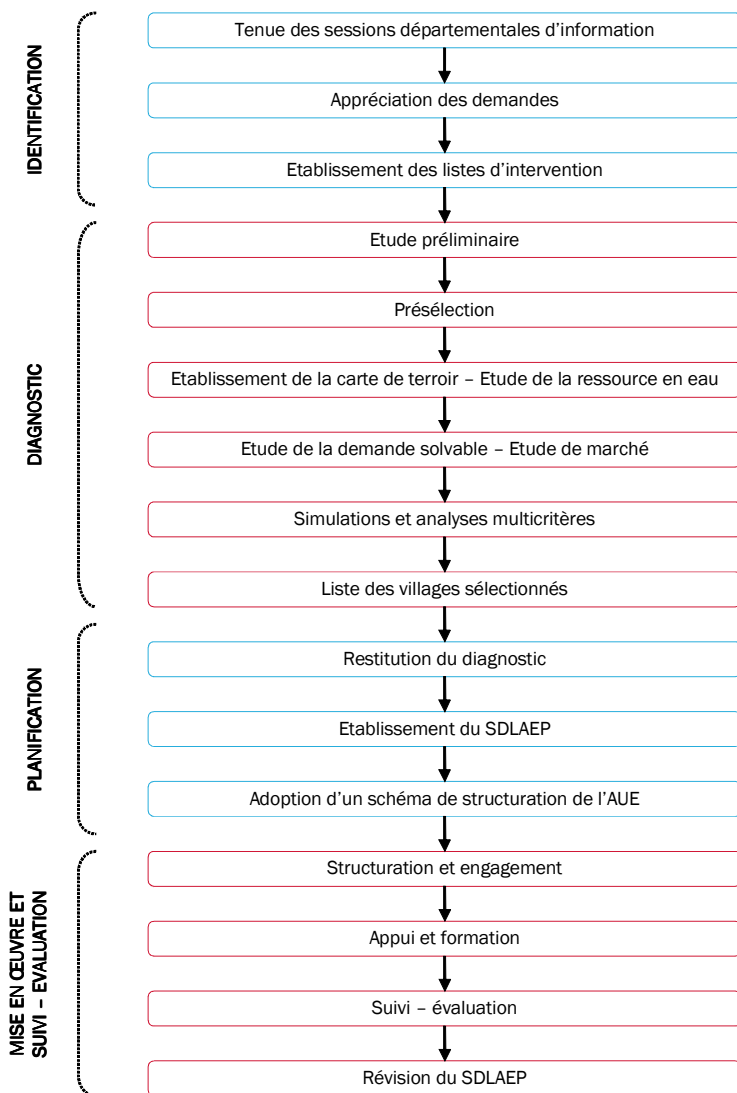 IDENTIFICATION
Tenue des sessions départementales d’information
Appréciation des demandes
Etablissement des listes d’intervention
DIAGNOSTIC
Etude préliminaire
Présélection
Etablissement de la carte de terroir – Etude de la ressource en eau
Etude de la demande solvable – Etude de marché
Simulations et analyses multicritères
Liste des villages sélectionnés
PLANIFICATION
Restitution du diagnostic
Etablissement du SDLAEP
Adoption d’un schéma de structuration de l’AUE
MISE EN ŒUVRE ET
SUIVI – EVALUATION
Structuration et engagement
Appui et formation
Suivi – évaluation
Révision du SDLAEP